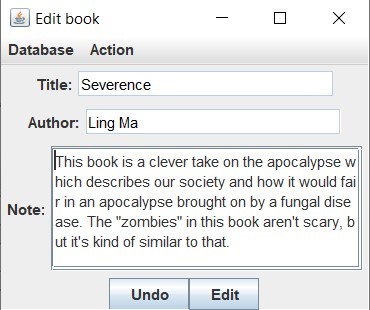 Edit book
Database Action
Title: Severence
Author: Ling Ma
Note:
This book is a clever take on the apocalypse w
hich describes our society and how it would fai
r in an apocalypse brought on by a fungal dise
ase. The "zombies" in this book aren't scary, b
ut it's kind of similar to that.
Undo Edit